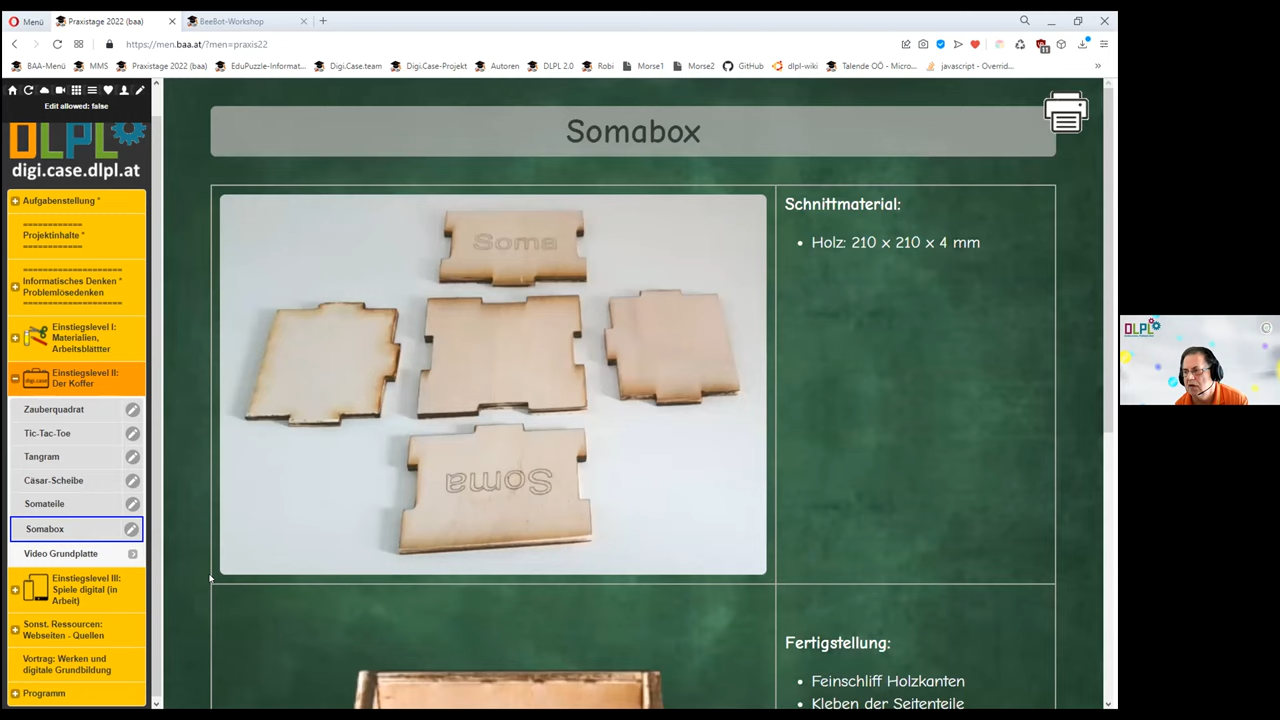 Menü
Praxistage 2022 (baa)
BeeBot-Workshop
https://men.baa.at/?men=praxis22
BAA-Menü
MMS
Praxistage 2022 (baa)
EduPuzzle-Informat...
Digi.Case.team
Digi.Case-Projekt
Autoren
DLPL 2.0
Robi
Morse1
Morse2
GitHub
dlpl-wiki
Talende OÖ - Micro...
javascript - Overrid...
»
Edit allowed: false
DLPL
digi.case.dlpl.at
Aufgabenstellung *
============
Projektinhalte *
============
====================
Informatisches Denken *
Problemlösedenken
====================
Einstiegslevel I:
Materialien,
Arbeitsblättter
Einstiegslevel II:
Der Koffer
Zauberquadrat
Tic-Tac-Toe
Tangram
Cäsar-Scheibe
Somateile
Somabox
Video Grundplatte
Einstiegslevel III:
Spiele digital (in
Arbeit)
Sonst. Ressourcen:
Webseiten - Quellen
Vortrag: Werken und
digitale Grundbildung
Programm
Somabox
Soma
Soma
Schnittmaterial:
• Holz: 210 x 210 x 4 mm
Fertigstellung:
• Feinschliff Holzkanten
• Kleben der Seitenteile
DLPL